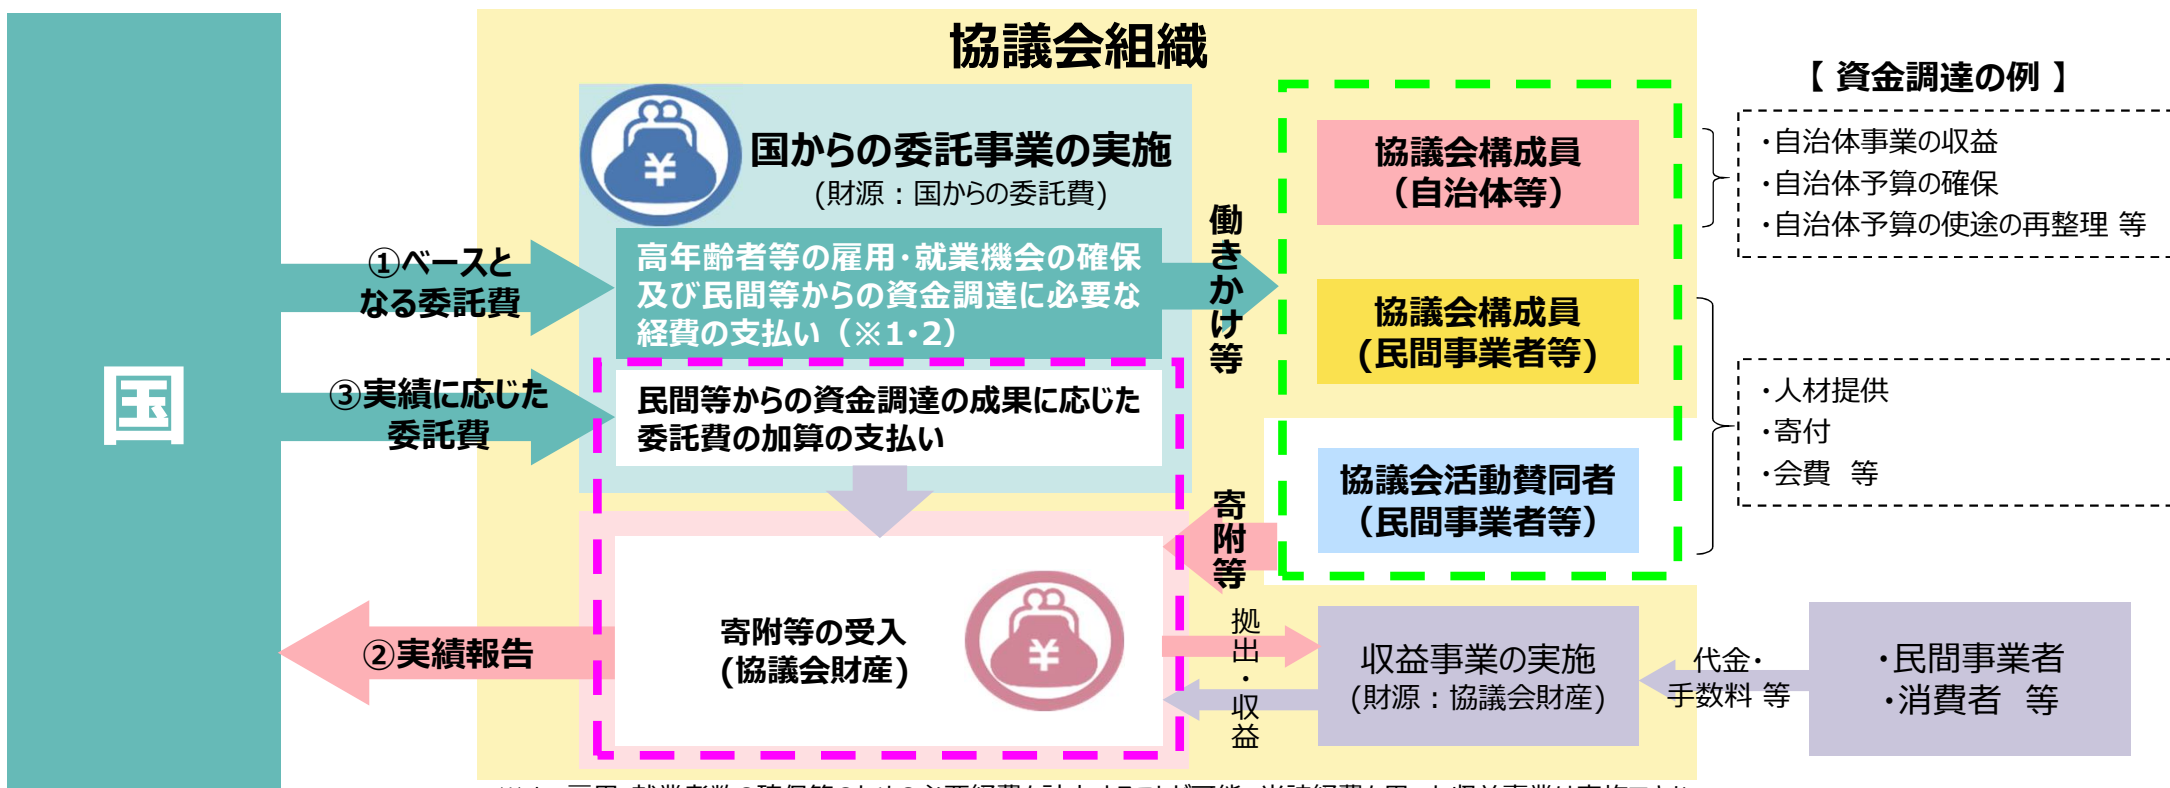 協議会組織
国
①ベースと
なる委託費
③実績に応じた
委託費
②実績報告
¥
国からの委託事業の実施
(財源：国からの委託費)
高年齢者等の雇用・就業機会の確保
及び民間等からの資金調達に必要な
経費の支払い（※1・2）
民間等からの資金調達の成果に応じた
委託費の加算の支払い
寄附等の受入
(協議会財産)
¥
働きかけ等
寄附等
拠出・収益
協議会構成員
（自治体等）
協議会構成員
(民間事業者等)
協議会活動賛同者
（民間事業者等）
収益事業の実施
(財源：協議会財産)
代金・
手数料 等
・民間事業者
・消費者 等
【 資金調達の例 】
・自治体事業の収益
・自治体予算の確保
・自治体予算の使途の再整理 等
・人材提供
・寄付
・会費 等